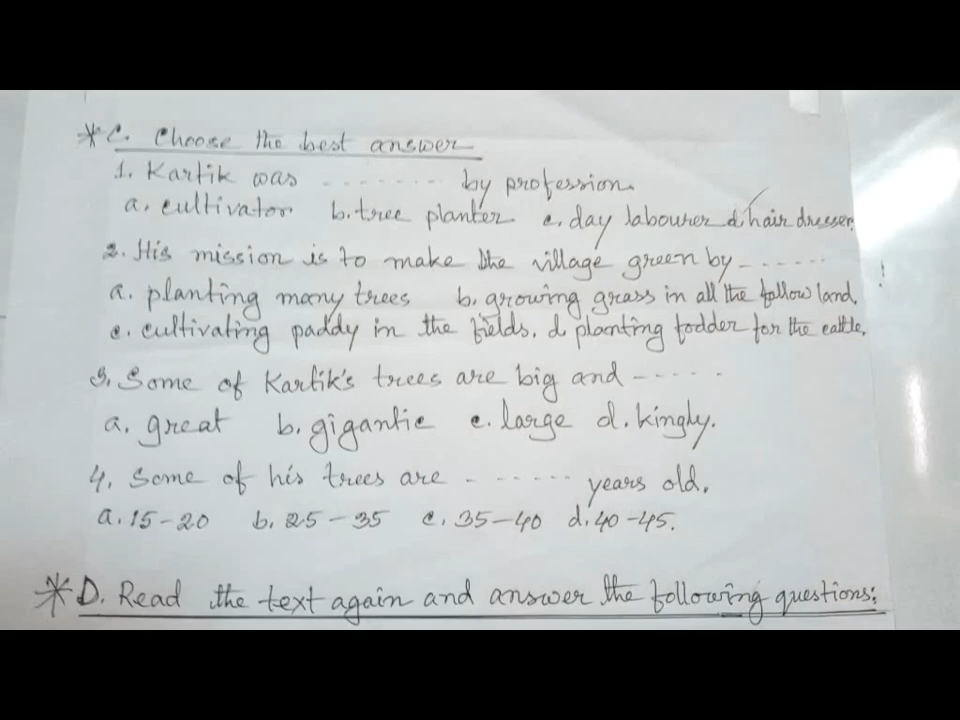 *C. Choose the best answer
1. Kartik was ........ by profession.
a. cultivator b. tree planter c. day labourer d hair dresser.
2. His mission is to make the village green by ......
a. planting many trees b. growing grass in all the follow land.
c. cultivating paddy in the fields. d planting fodder for the cattle.
3. Some of Kartik's trees are big and ......
a. great b. gigantic c. large d. kingly.
4. Some of his trees are ....... years old.
a. 15-20 b. 25-35 c. 35-40 d. 40-45.
*D. Read the text again and answer the following questions: